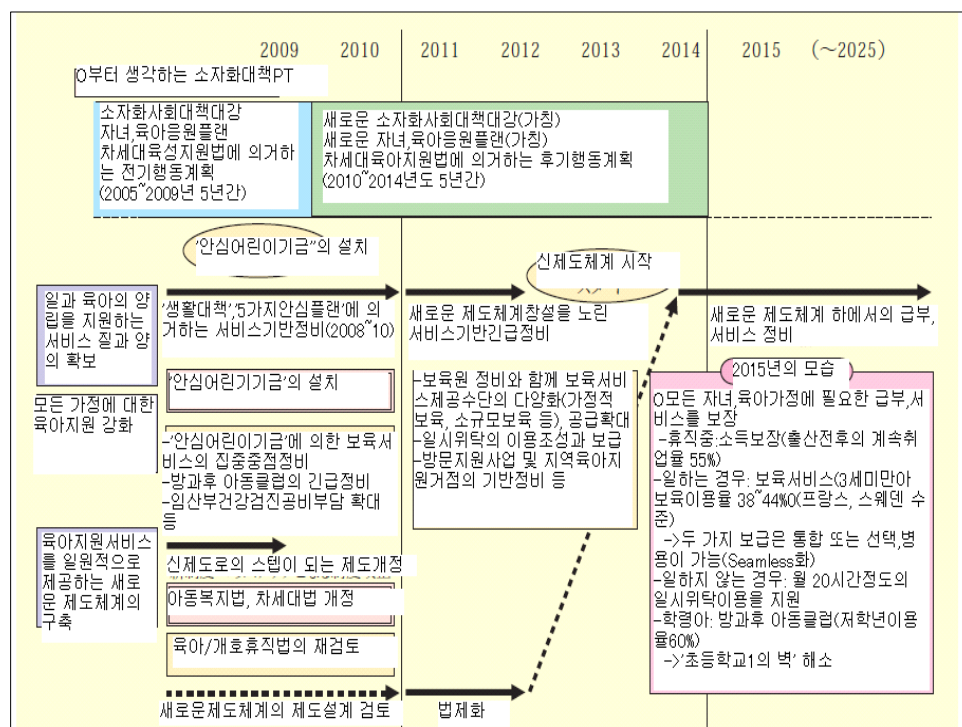 2009 2010 2011 2012 2013 2014 2015 (~2025)
O부터 생각하는 소자화대책PT
소자화사회대책대강
자녀,육아응원플랜
차세대육성지원법에 의거하
는 전기행동계획
(2005~2009년 5년간)
새로운 소자화사회대책대강(가칭)
새로운 자녀,육아응원플랜(가칭)
차세대육아지원법에 의거하는 후기행동계획
(2010~2014년도 5년간)
'안심어린이기금"의 설치
신제도체계 시작
일과 육아의 양
립을 지원하는
서비스 질과 양
의 확보
'생활대책','5가지안심플랜'에 의
거하는 서비스기반정비(2008~10)
새로운 제도체계창설을 노린
서비스기반긴급정비
새로운 제도체계 하에서의 급부,
서비스 정비
모든 가정에 대한
육아지원 강화
'안심어린기기금'의 설치
-'안심어린이기금'에 의한 보육서
비스의 집중중점정비
-방과후 아동클럽의 긴급정비
-임산부건강검진공비부담 확대
등
-보육원 정비와 함께 보육서비
스제공수단의 다양화(가정적
보육, 소규모보육 등), 공급확대
-일시위탁의 이용조성과 보급
-방문지원사업 및 지역육아지
원거점의 기반정비 등
2015년의 모습
O모든 자녀,육아가정에 필요한 급부,서
비스를 보장
-휴직중:소득보장(출산전후의 계속취
업율 55%)
-일하는 경우: 보육서비스(3세미만아
보육이용율 38~44%0(프랑스, 스웨덴 수
준)
->두 가지 보급은 통합 또는 선택,병
용이 가능(Seamless화)
-일하지 않는 경우: 월 20시간정도의
일시위탁이용을 지원
-학령아: 방과후 아동클럽(저학년이용
율60%)
->'초등학교1의 벽' 해소
육아지원서비스
를 일원적으로
제공하는 새로
운 제도체계의
구축
신제도로의 스텝이 되는 제도개정
아동복지법, 차세대법 개정
육아/개호휴직법의 재검토
새로운제도체계의 제도설계 검토
법제화